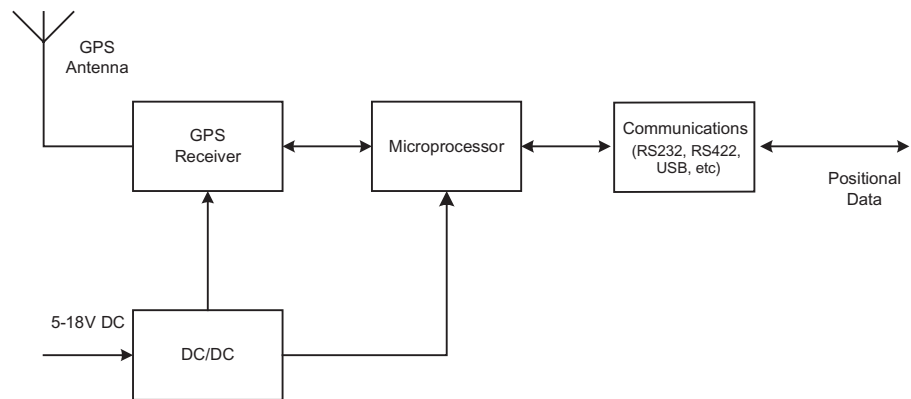 GPS
Antenna
GPS
Receiver
Microprocessor
Communications
(RS232, RS422,
USB, etc)
Positional
Data
5-18V DC
DC/DC